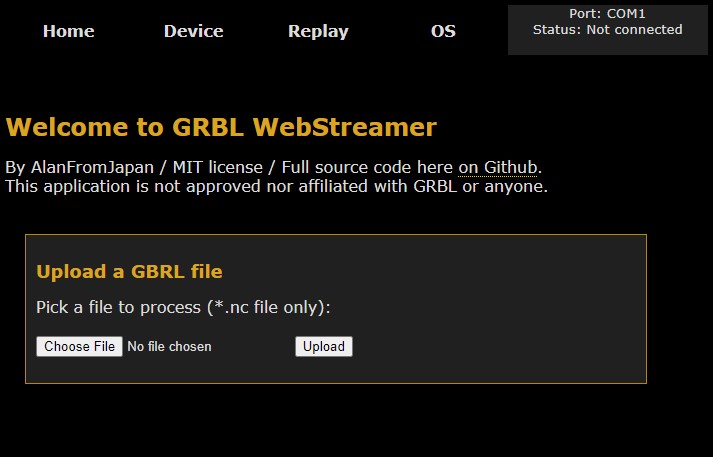 Home Device Replay OS
Port: COM1
Status: Not connected
Welcome to GRBL WebStreamer
By AlanFromJapan / MIT license / Full source code here on Github.
This application is not approved nor affiliated with GRBL or anyone.
Upload a GBRL file
Pick a file to process (*.nc file only):
Choose File No file chosen Upload